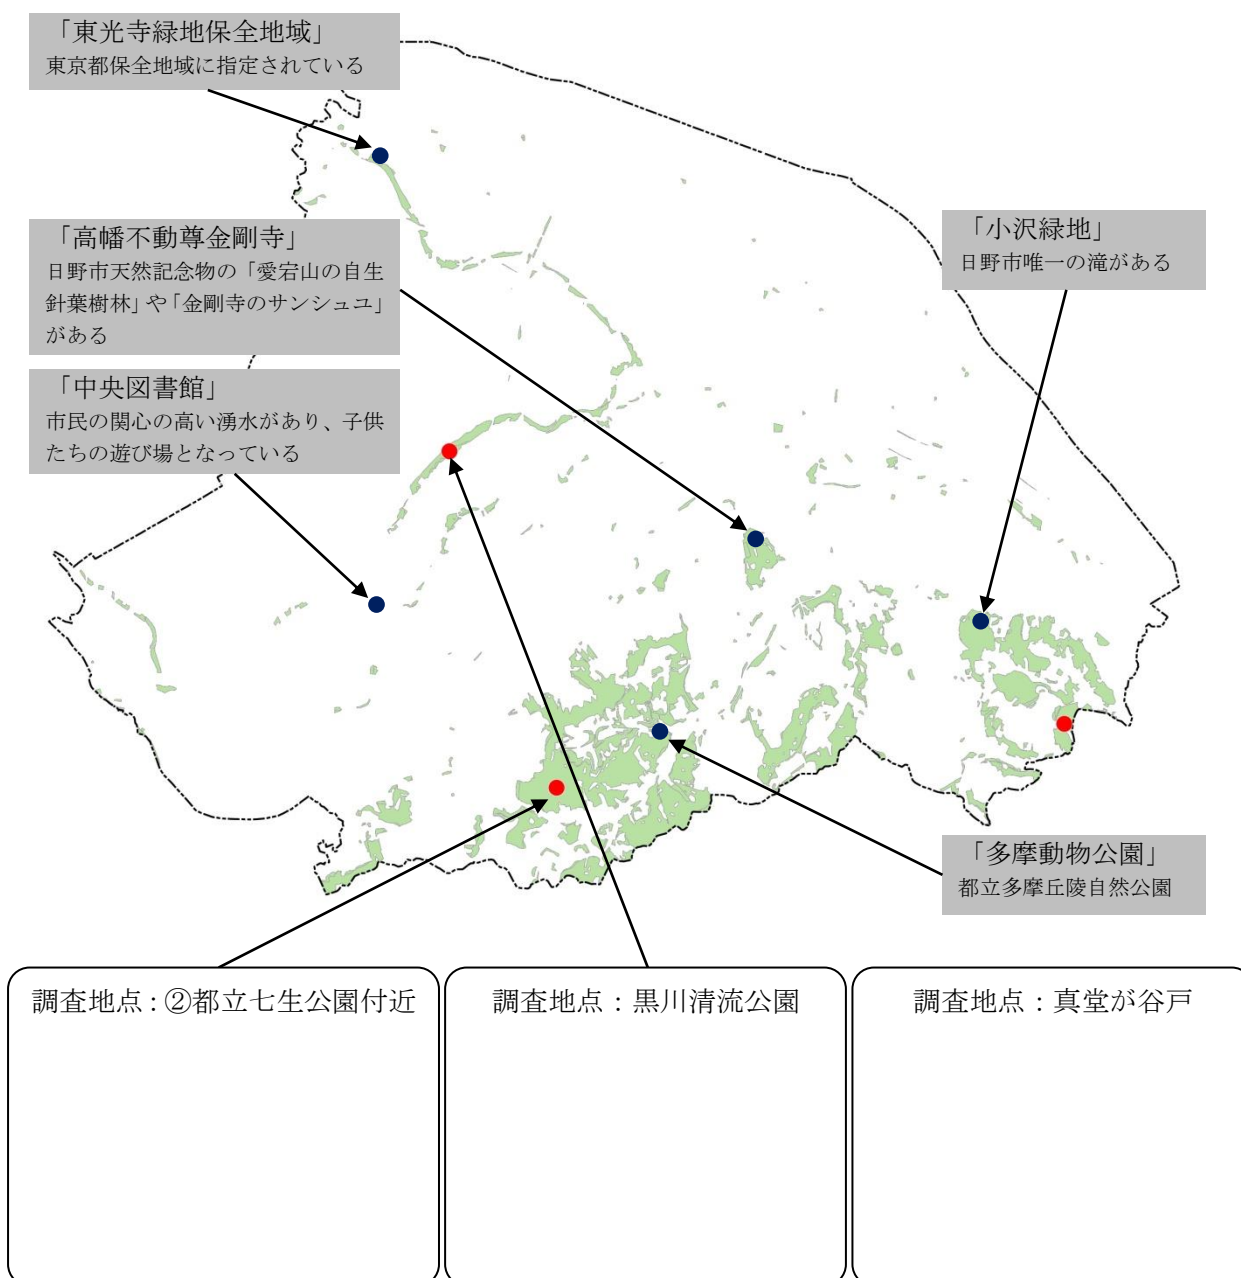 「東光寺緑地保全地域」
東京都保全地域に指定されている
「高幡不動尊金剛寺」
日野市天然記念物の「愛宕山の自生
針葉樹林」や「金剛寺のサンシュユ」
がある
「小沢緑地」
日野市唯一の滝がある
「中央図書館」
市民の関心の高い湧水があり、子供
たちの遊び場となっている
「多摩動物公園」
都立多摩丘陵自然公園
調査地点:②都立七生公園付近
調査地点：黒川清流公園
調査地点：真堂が谷戸